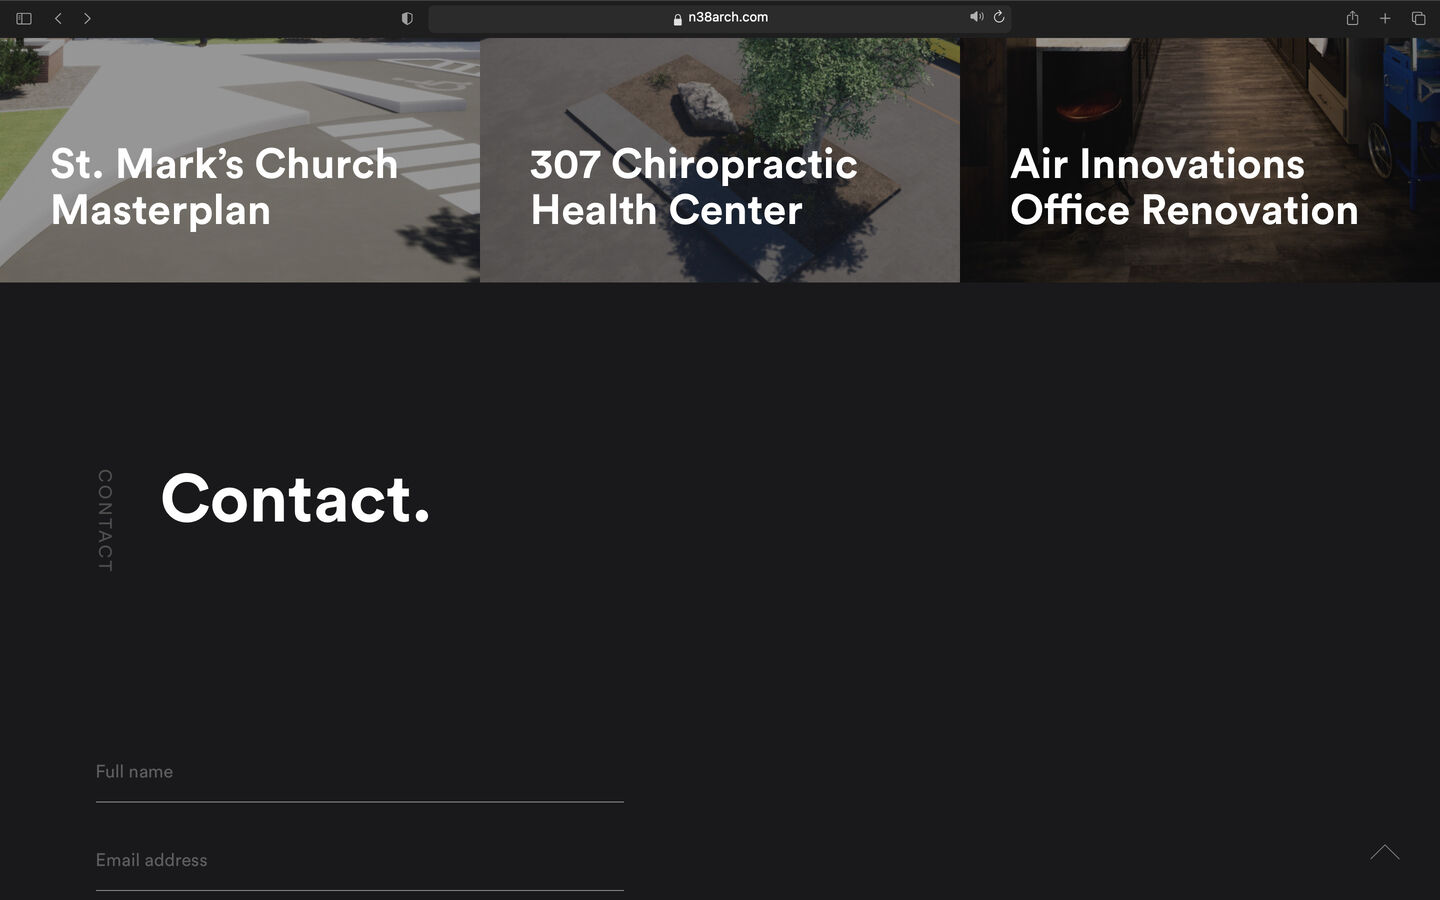 n38arch.com
St. Mark’s Church
Masterplan
307 Chiropractic
Health Center
Air Innovations
Office Renovation
CONTACT
Contact.
Full name
Email address